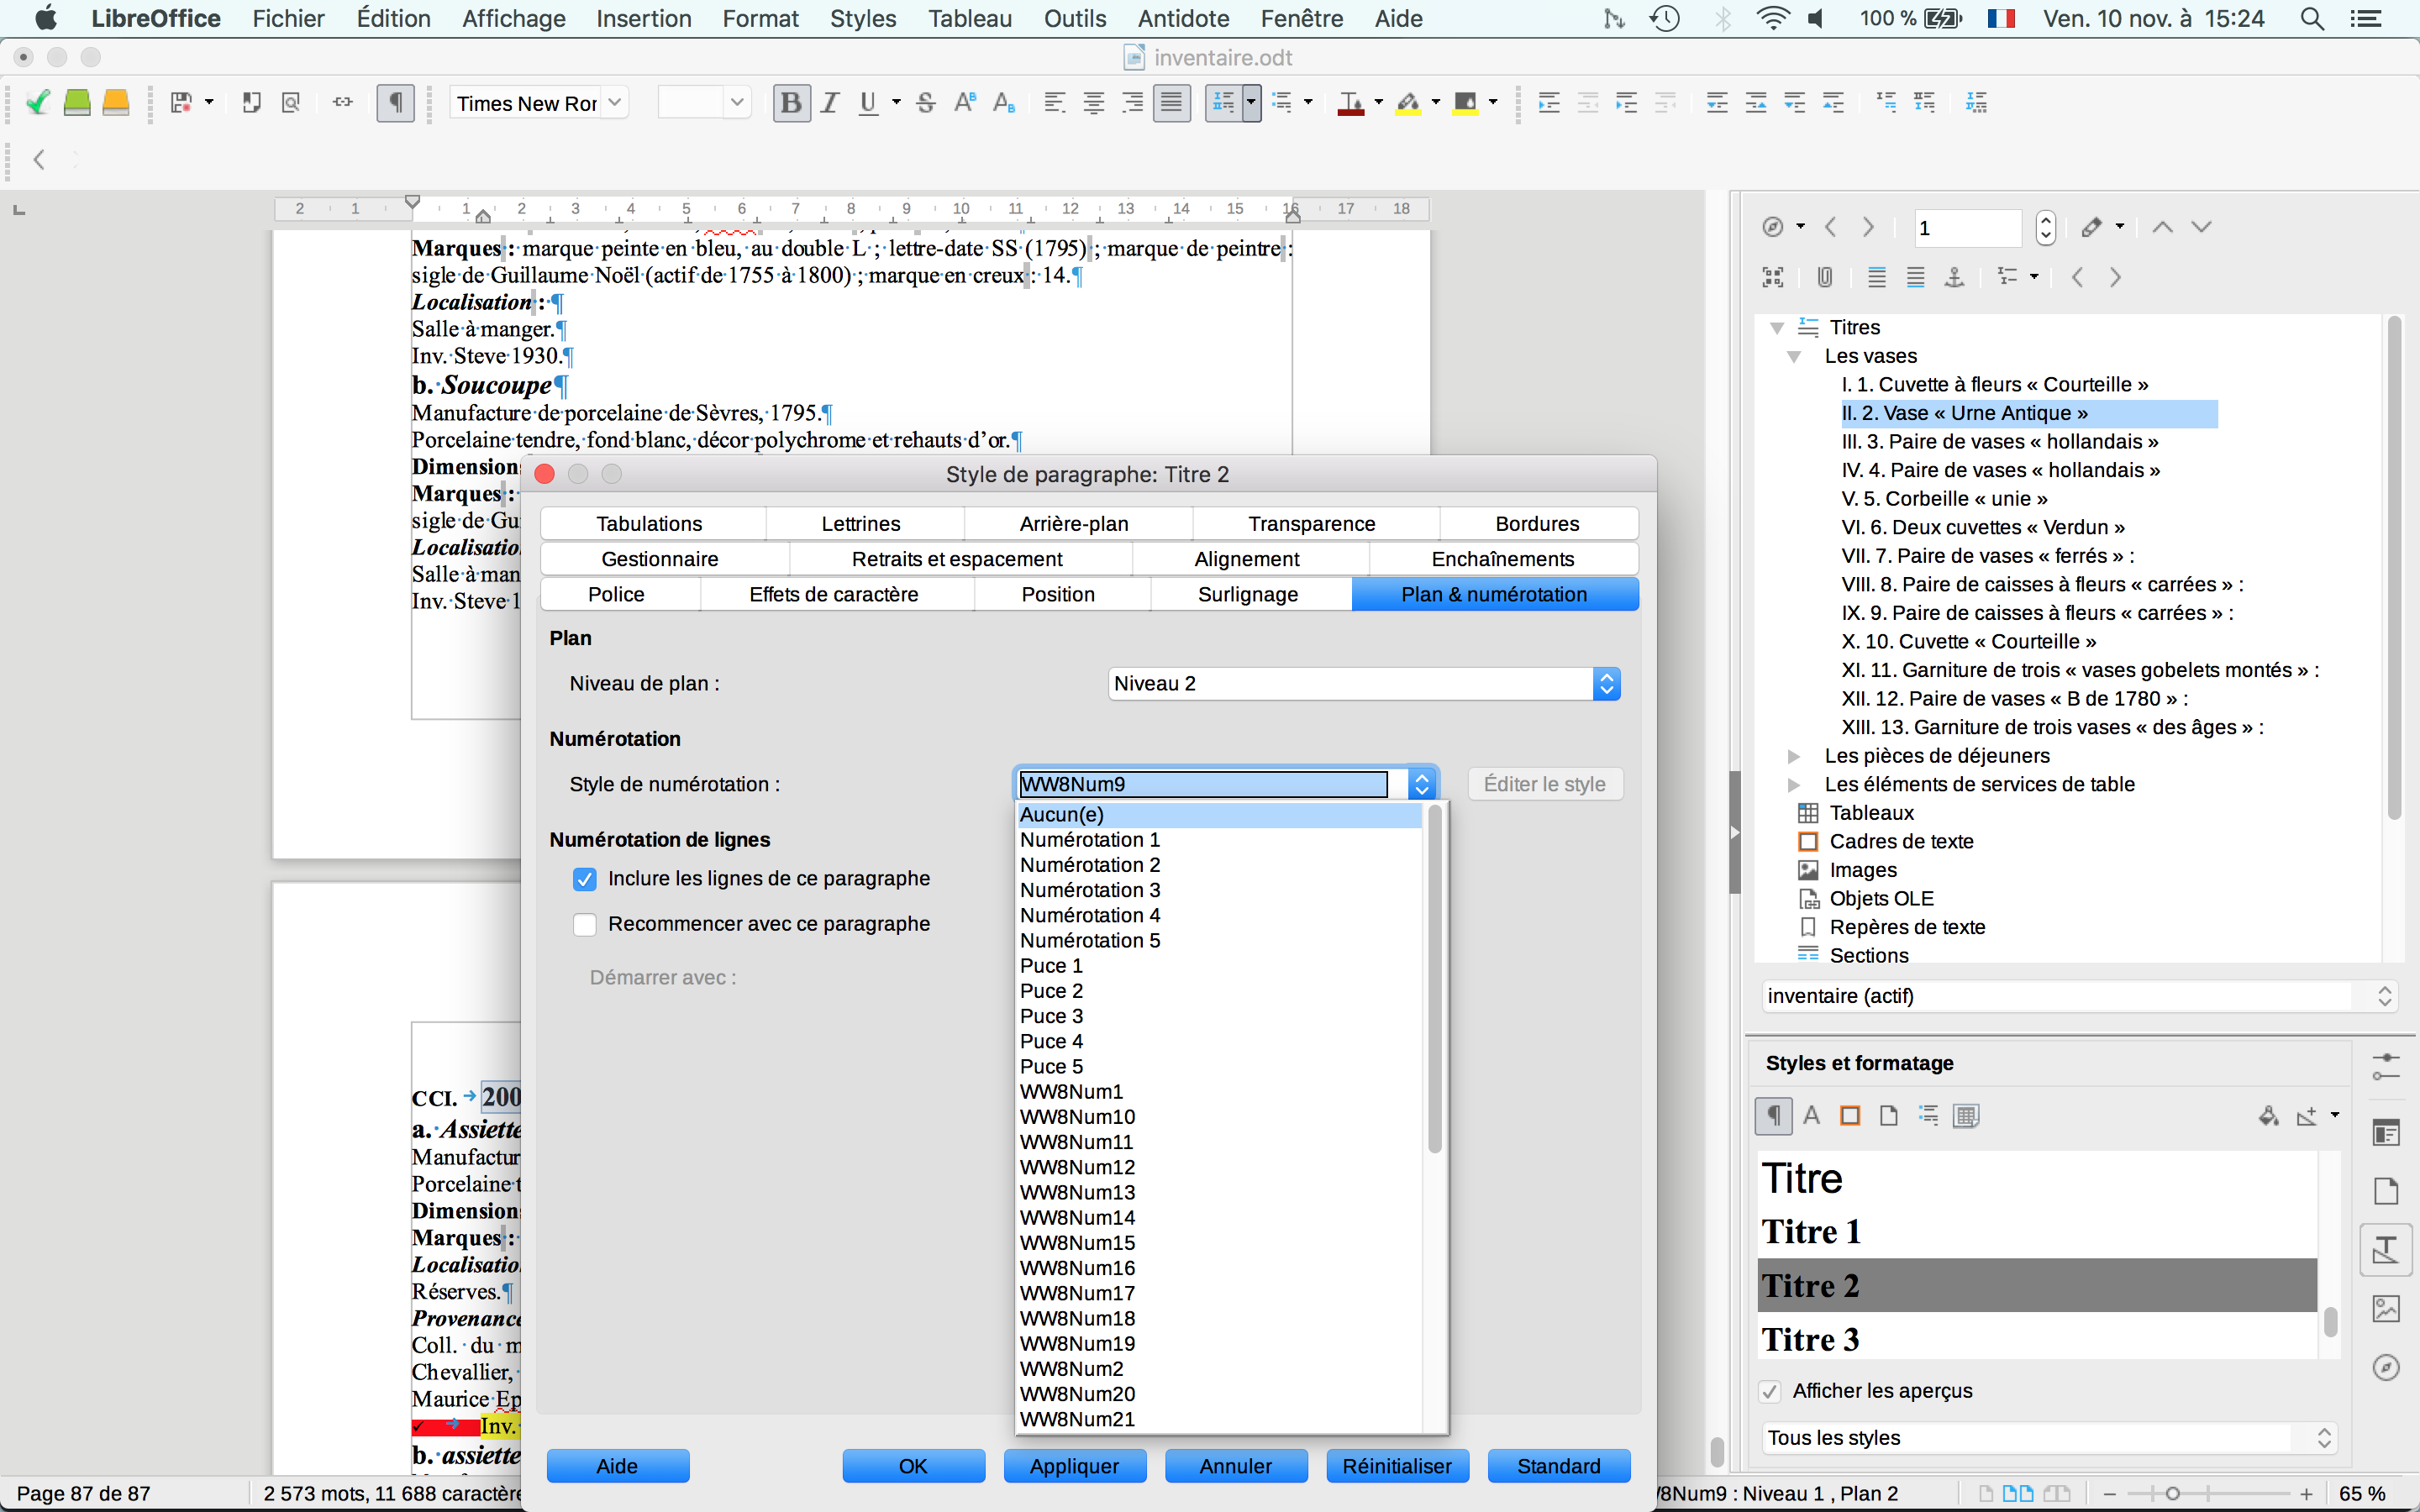 LibreOffice Fichier Édition Affichage Insertion Format Styles Tableau Outils Antidote Fenêtre Aide 100 % Ven. 10 nov. à 15:24
inventaire.odt
Times New Ror
2 1 1 2 3 4 5 6 7 8 9 10 11 12 13 14 15 16 17 18
Marques : marque peinte en bleu, au double L ; lettre-date SS (1795) ; marque de peintre :
sigle de Guillaume Noël (actif de 1755 à 1800) ; marque en creux : 14.¶
Localisation : ¶
Salle à manger.¶
Inv. Steve 1930.¶
b. Soucoupe¶
Manufacture de porcelaine de Sèvres, 1795.¶
Porcelaine tendre, fond blanc, décor polychrome et rehauts d’or.¶
Dimension
Marques :
sigle de Gu
Localisatio
Salle à man
Inv. Steve 1
CCI. → 200
a. Assiette
Manufactur
Porcelaine t
Dimension
Marques :
Localisatio
Réserves.¶
Provenance
Coll. du m
Chevallier,
Maurice Ep
Inv.
b. assiette
Style de paragraphe: Titre 2
Tabulations Lettrines Arrière-plan Transparence Bordures
Gestionnaire Retraits et espacement Alignement Enchaînements
Police Effets de caractère Position Surlignage Plan & numérotation
Plan
Niveau de plan : Niveau 2
Numérotation
Style de numérotation : WW8Num9 Éditer le style
Numérotation de lignes
Inclure les lignes de ce paragraphe
Recommencer avec ce paragraphe
Démarrer avec :
Aucun(e)
Numérotation 1
Numérotation 2
Numérotation 3
Numérotation 4
Numérotation 5
Puce 1
Puce 2
Puce 3
Puce 4
Puce 5
WW8Num1
WW8Num10
WW8Num11
WW8Num12
WW8Num13
WW8Num14
WW8Num15
WW8Num16
WW8Num17
WW8Num18
WW8Num19
WW8Num2
WW8Num20
WW8Num21
Aide OK Appliquer Annuler Réinitialiser Standard
1
Titres
Les vases
I. 1. Cuvette à fleurs « Courteille »
II. 2. Vase « Urne Antique »
III. 3. Paire de vases « hollandais »
IV. 4. Paire de vases « hollandais »
V. 5. Corbeille « unie »
VI. 6. Deux cuvettes « Verdun »
VII. 7. Paire de vases « ferrés » :
VIII. 8. Paire de caisses à fleurs « carrées » :
IX. 9. Paire de caisses à fleurs « carrées » :
X. 10. Cuvette « Courteille »
XI. 11. Garniture de trois « vases gobelets montés » :
XII. 12. Paire de vases « B de 1780 » :
XIII. 13. Garniture de trois vases « des âges » :
Les pièces de déjeuners
Les éléments de services de table
Tableaux
Cadres de texte
Images
Objets OLE
Repères de texte
Sections
inventaire (actif)
Styles et formatage
Titre
Titre 1
Titre 2
Titre 3
Afficher les aperçus
Tous les styles
Page 87 de 87 2 573 mots, 11 688 caractère 8Num9 : Niveau 1 , Plan 2 65 %